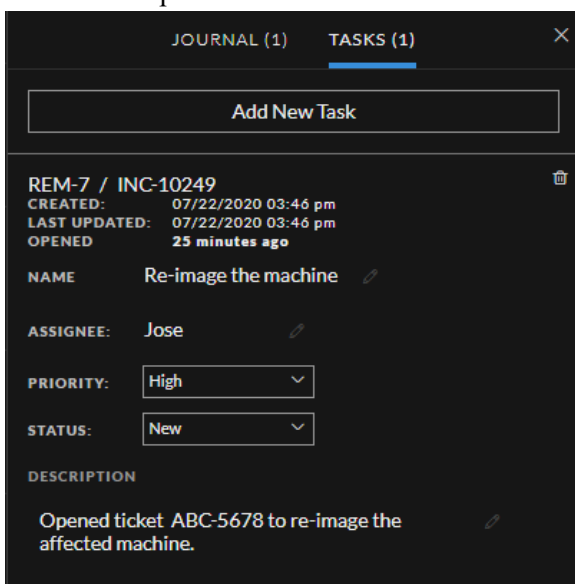 JOURNAL (1) TASKS (1)
Add New Task
REM-7 / INC-10249
CREATED: 07/22/2020 03:46 pm
LAST UPDATED: 07/22/2020 03:46 pm
OPENED 25 minutes ago
NAME Re-image the machine
ASSIGNEE: Jose
PRIORITY: High
STATUS: New
DESCRIPTION
Opened ticket ABC-5678 to re-image the
affected machine.